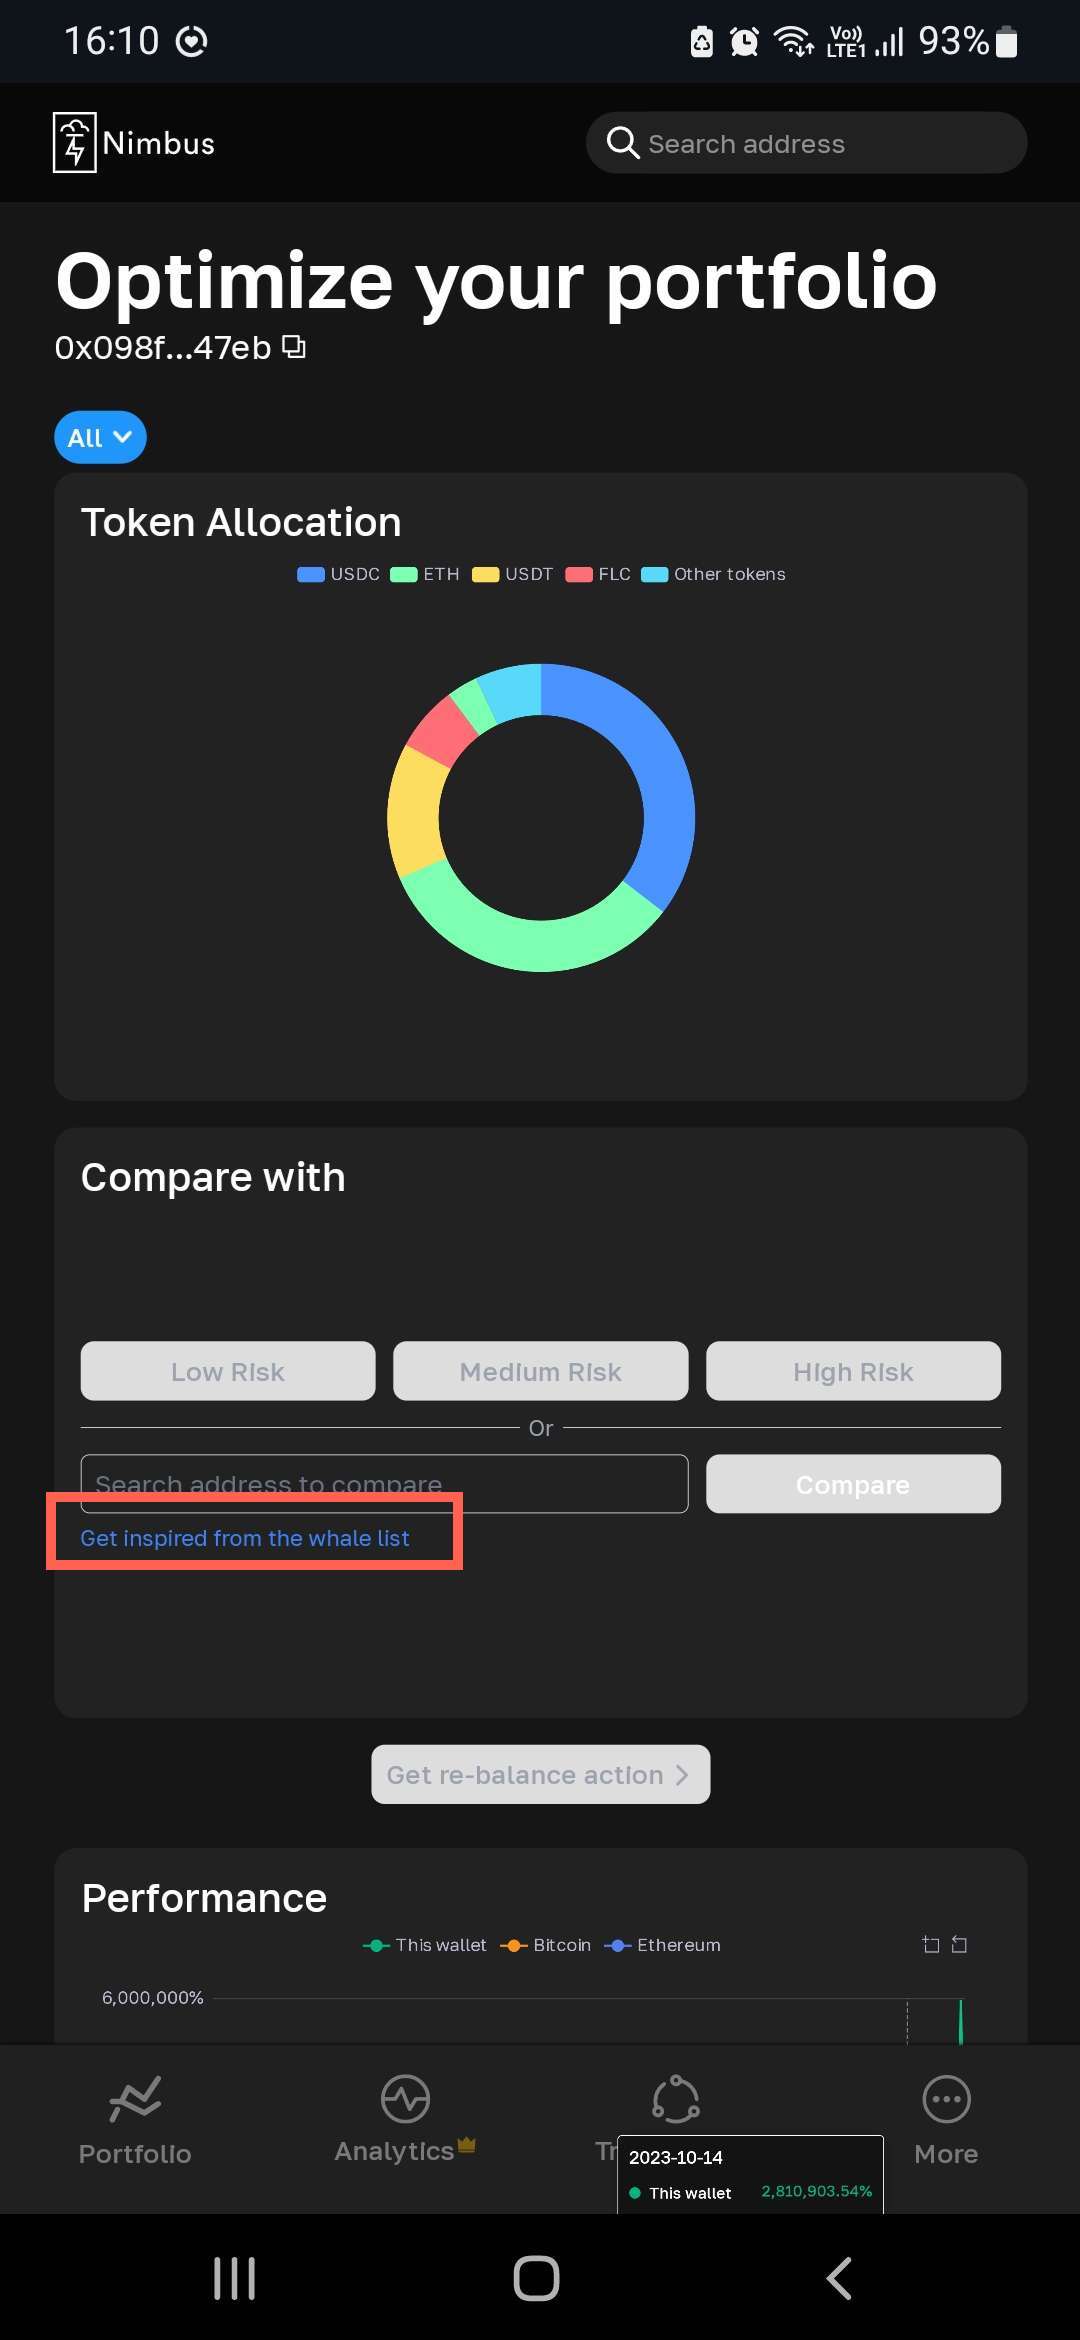 16:10
Vo))
LTE1
93%
Nimbus
Search address
Optimize your portfolio
0x098f...47eb
All
Token Allocation
USDC ETH USDT FLC Other tokens
Compare with
Low Risk Medium Risk High Risk
Or
Search address to compare Compare
Get inspired from the whale list
Get re-balance action
Performance
This wallet Bitcoin Ethereum
6,000,000%
Portfolio Analytics Tr More
2023-10-14
This wallet 2,810,903.54%